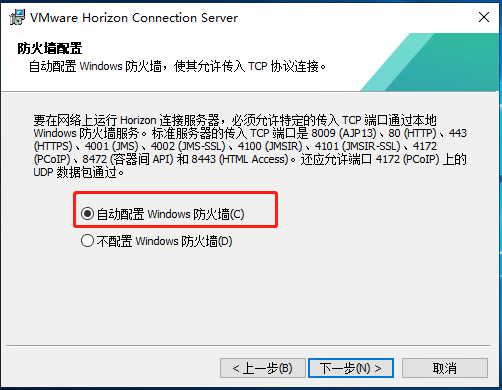 VMware Horizon Connection Server
防火墙配置
自动配置 Windows 防火墙，使其允许传入 TCP 协议连接。
要在网络上运行 Horizon 连接服务器，必须允许特定的传入 TCP 端口通过本地
Windows 防火墙服务。标准服务器的传入 TCP 端口是 8009 (AJP13)、80 (HTTP)、443
(HTTPS)、4001 (JMS)、4002 (JMS-SSL)、4100 (JMSIR)、4101 (JMSIR-SSL)、4172
(PCoIP)、8472 (容器间 API) 和 8443 (HTML Access)。还应允许端口 4172 (PCoIP) 上的
UDP 数据包通过。
自动配置 Windows 防火墙(C)
不配置 Windows 防火墙(D)
< 上一步(B) 下一步(N) > 取消